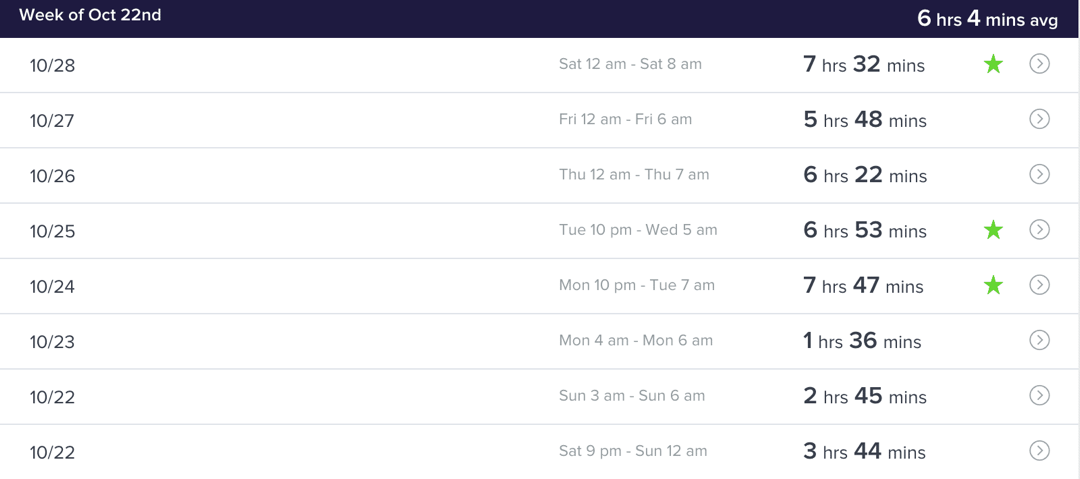 Week of Oct 22nd 6 hrs 4 mins avg
10/28 Sat 12 am - Sat 8 am 7 hrs 32 mins
10/27 Fri 12 am - Fri 6 am 5 hrs 48 mins
10/26 Thu 12 am - Thu 7 am 6 hrs 22 mins
10/25 Tue 10 pm - Wed 5 am 6 hrs 53 mins
10/24 Mon 10 pm - Tue 7 am 7 hrs 47 mins
10/23 Mon 4 am - Mon 6 am 1 hrs 36 mins
10/22 Sun 3 am - Sun 6 am 2 hrs 45 mins
10/22 Sat 9 pm - Sun 12 am 3 hrs 44 mins